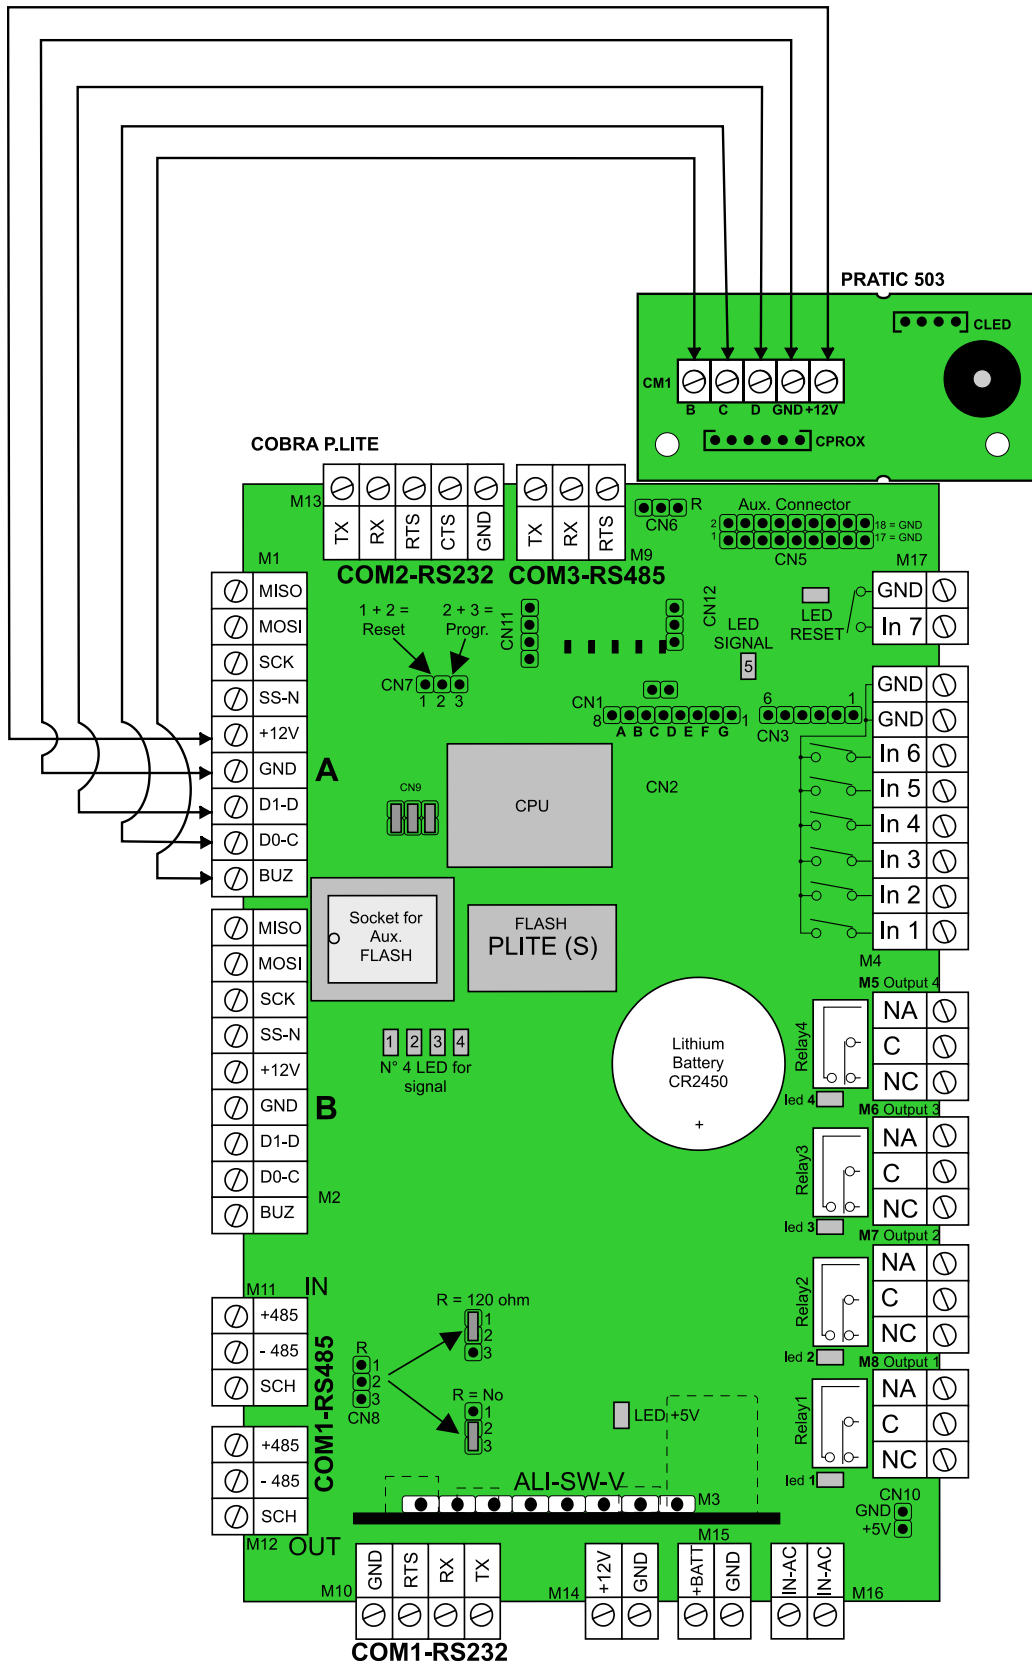 PRATIC 503
CLED
CM1
B C D GND +12V
CPROX
COBRA P.LITE
M13
TX RX RTS CTS GND
COM2-RS232
TX RX RTS
M9
COM3-RS485
CN6
R
Aux. Connector
2
1
18 = GND
17 = GND
CN5
M17
GND
In 7
LED
RESET
LED
SIGNAL
5
CN12
CN11
M1
MISO
MOSI
SCK
SS-N
+12V
GND
D1-D
D0-C
BUZ
A
1 + 2 =
Reset
2 + 3 =
Progr.
CN7
1 2 3
CN1
8
1
A B C D E F G
6
1
CN3
CN2
CN9
CPU
GND
GND
In 6
In 5
In 4
In 3
In 2
In 1
M4
Socket for
Aux.
FLASH
FLASH
PLITE (S)
MISO
MOSI
SCK
SS-N
+12V
GND
D1-D
D0-C
BUZ
B
M2
1 2 3 4
N° 4 LED for
signal
Lithium
Battery
CR2450
+
M5 Output 4
NA
C
NC
Relay4
led 4
M6 Output 3
NA
C
NC
Relay3
led 3
M7 Output 2
NA
C
NC
Relay2
led 2
M8 Output 1
NA
C
NC
Relay1
led 1
M11
IN
+485
- 485
SCH
COM1-RS485
+485
- 485
SCH
M12
OUT
R
1
2
3
CN8
R = 120 ohm
1
2
3
R = No
1
2
3
LED +5V
ALI-SW-V
M3
CN10
GND
+5V
M10
GND RTS RX TX
COM1-RS232
M14
+12V GND
M15
+BATT GND
IN-AC IN-AC
M16